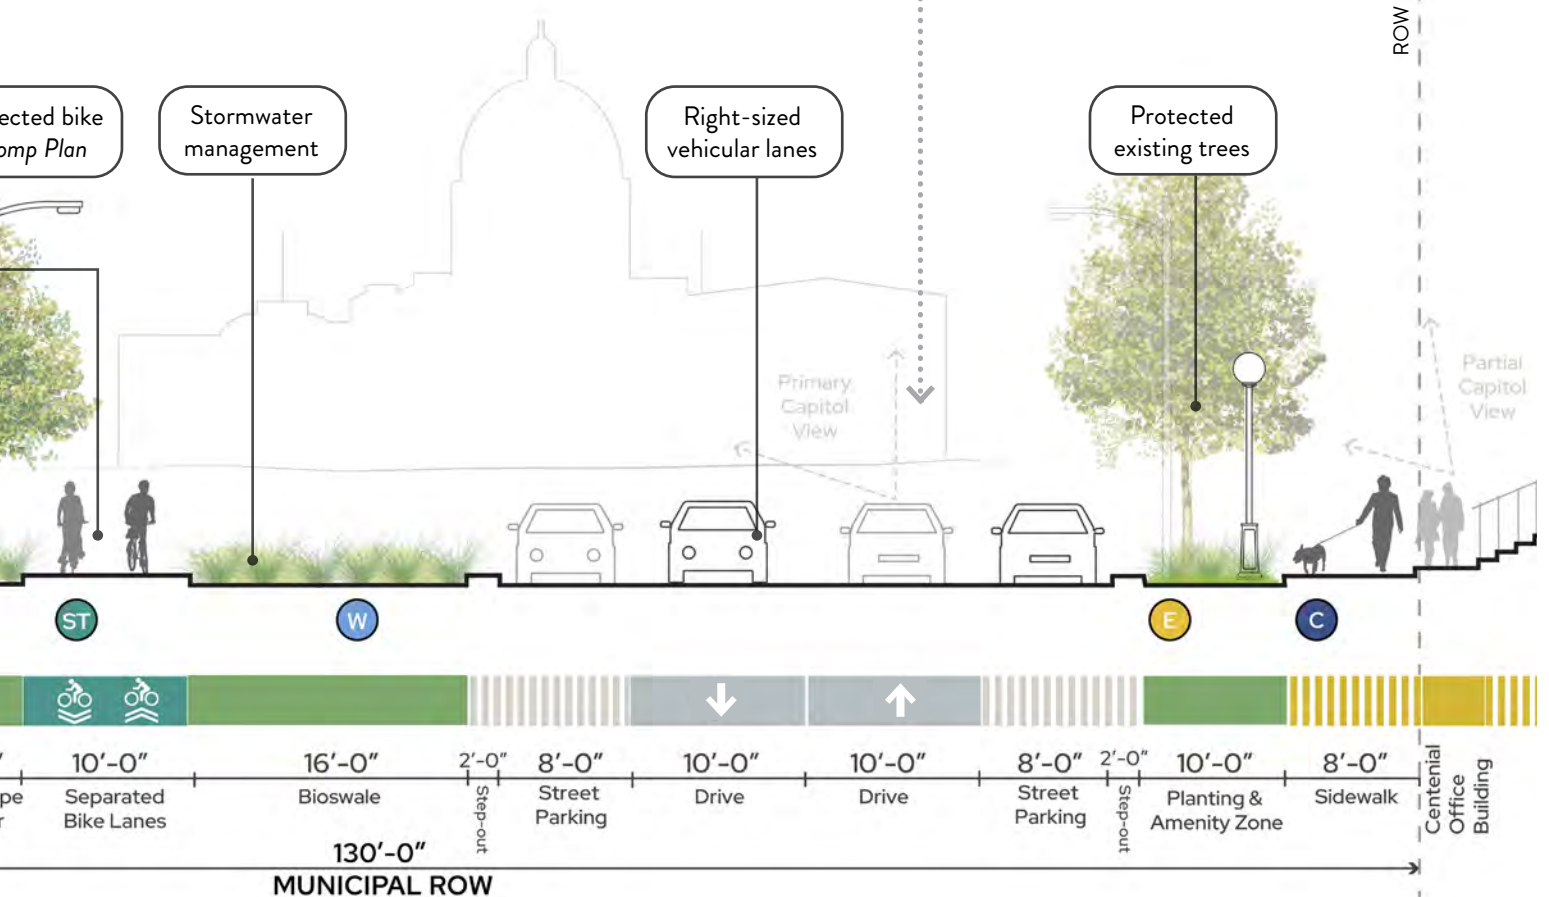 ROW
ected bike
omp Plan
Stormwater
management
Right-sized
vehicular lanes
Protected
existing trees
Primary
Capitol
View
Partial
Capitol
View
ST
W
E
C
10'-0"
16'-0"
2'-0"
8'-0"
10'-0"
10'-0"
8'-0"
2'-0"
10'-0"
8'-0"
pe
r
Separated
Bike Lanes
Bioswale
Step-out
Street
Parking
Drive
Drive
Street
Parking
Step-out
Planting &
Amenity Zone
Sidewalk
Centenial
Office
Building
130'-0"
MUNICIPAL ROW